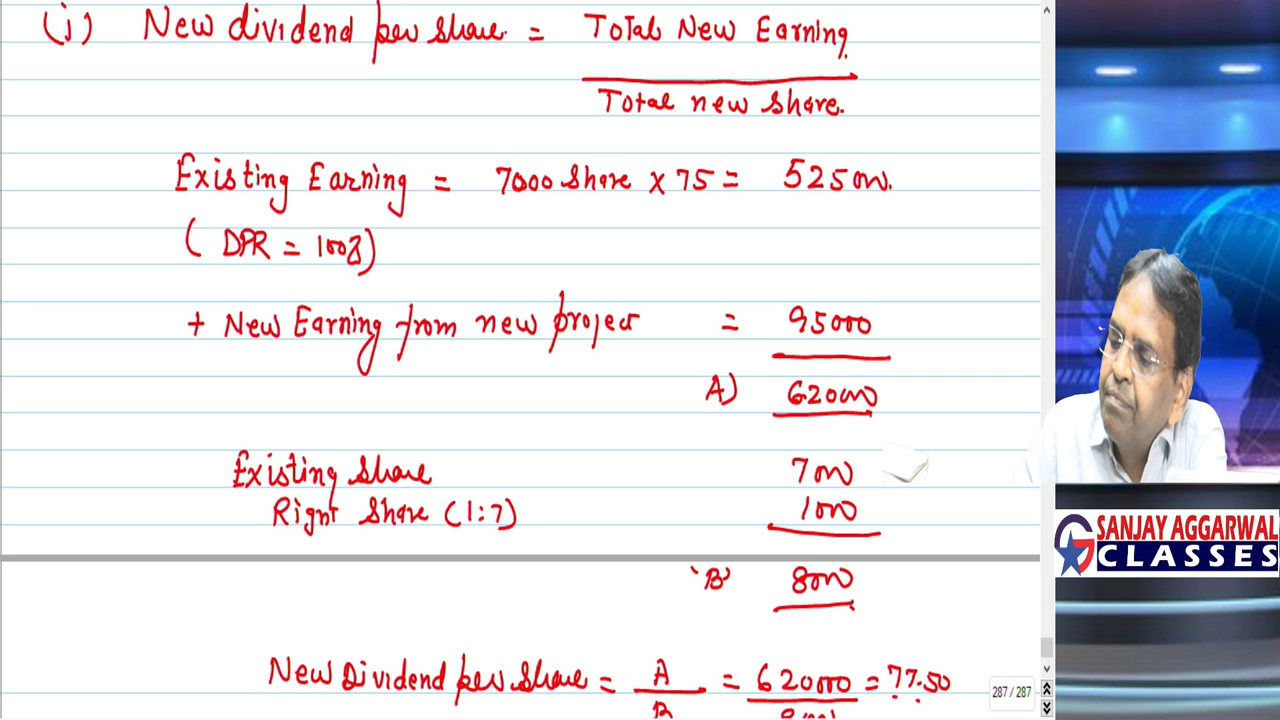 (i) New dividend per share = Total New Earning
Total new share.
Existing Earning = 7000 share x 75 = 525000.
( DPR = 100%)
+ New Earning from new project = 95000
A) 620000
Existing share 7000
Right share (1:7) 1000
'B' 8000
New Dividend per share = A = 620000 = 77.50
B 8000
287 / 287
SANJAY AGGARWAL
CLASSES